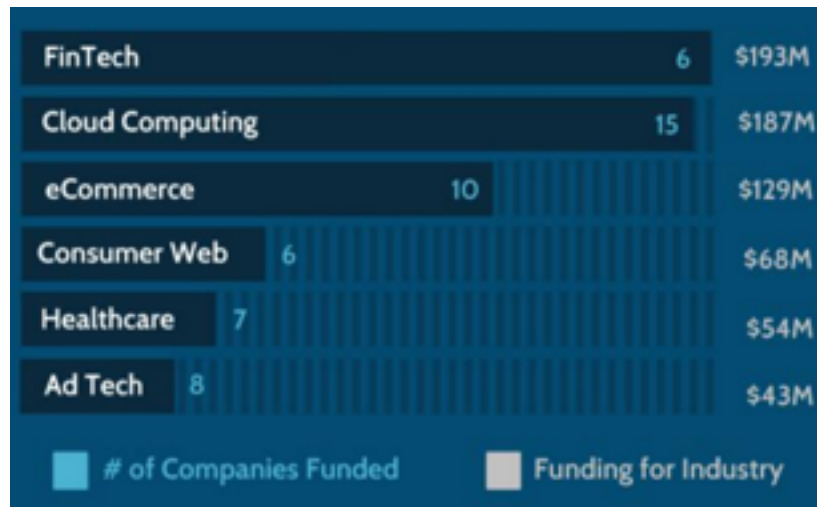 FinTech 6 $193M
Cloud Computing 15 $187M
eCommerce 10 $129M
Consumer Web 6 $68M
Healthcare 7 $54M
Ad Tech 8 $43M
# of Companies Funded Funding for Industry